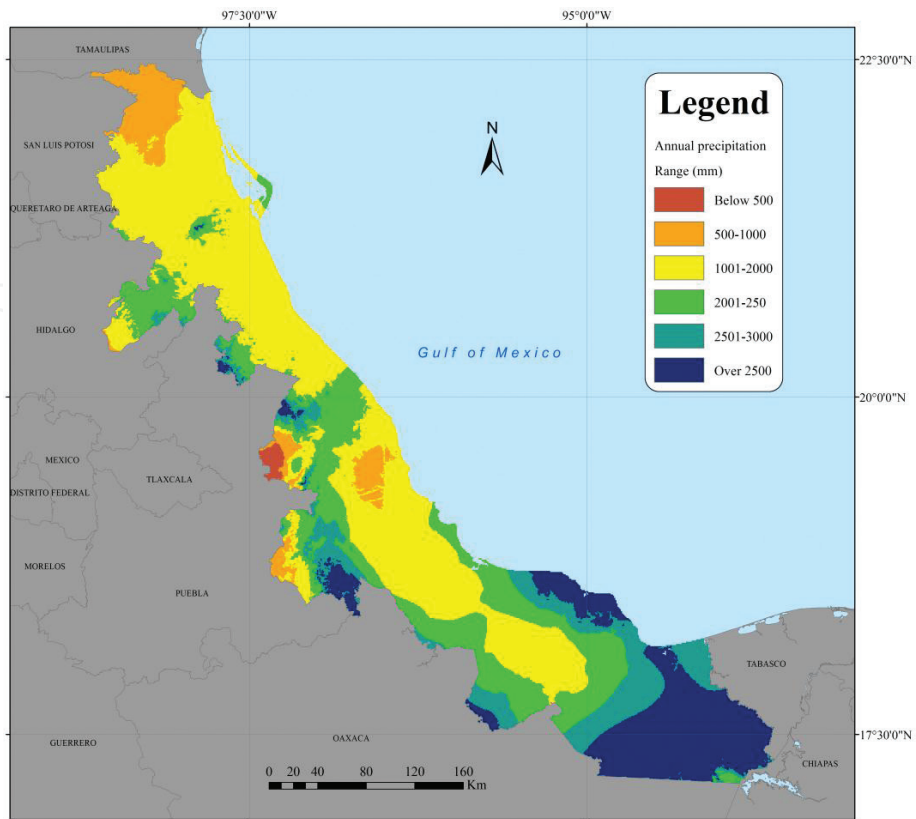 97°30'0"W
95°0'0"W
TAMAULIPAS
22°30'0"N
Legend
N
Annual precipitation
SAN LUIS POTOSI
Range (mm)
Below 500
QUERETARO DE ARTEAGA
500-1000
1001-2000
2001-250
HIDALGO
2501-3000
Gulf of Mexico
Over 2500
20°0'0"N
MEXICO
TLAXCALA
DISTRITO FEDERAL
MORELOS
PUEBLA
TABASCO
GUERRERO
OAXACA
17°30'0"N
CHIAPAS
0 20 40 80 120 160
Km